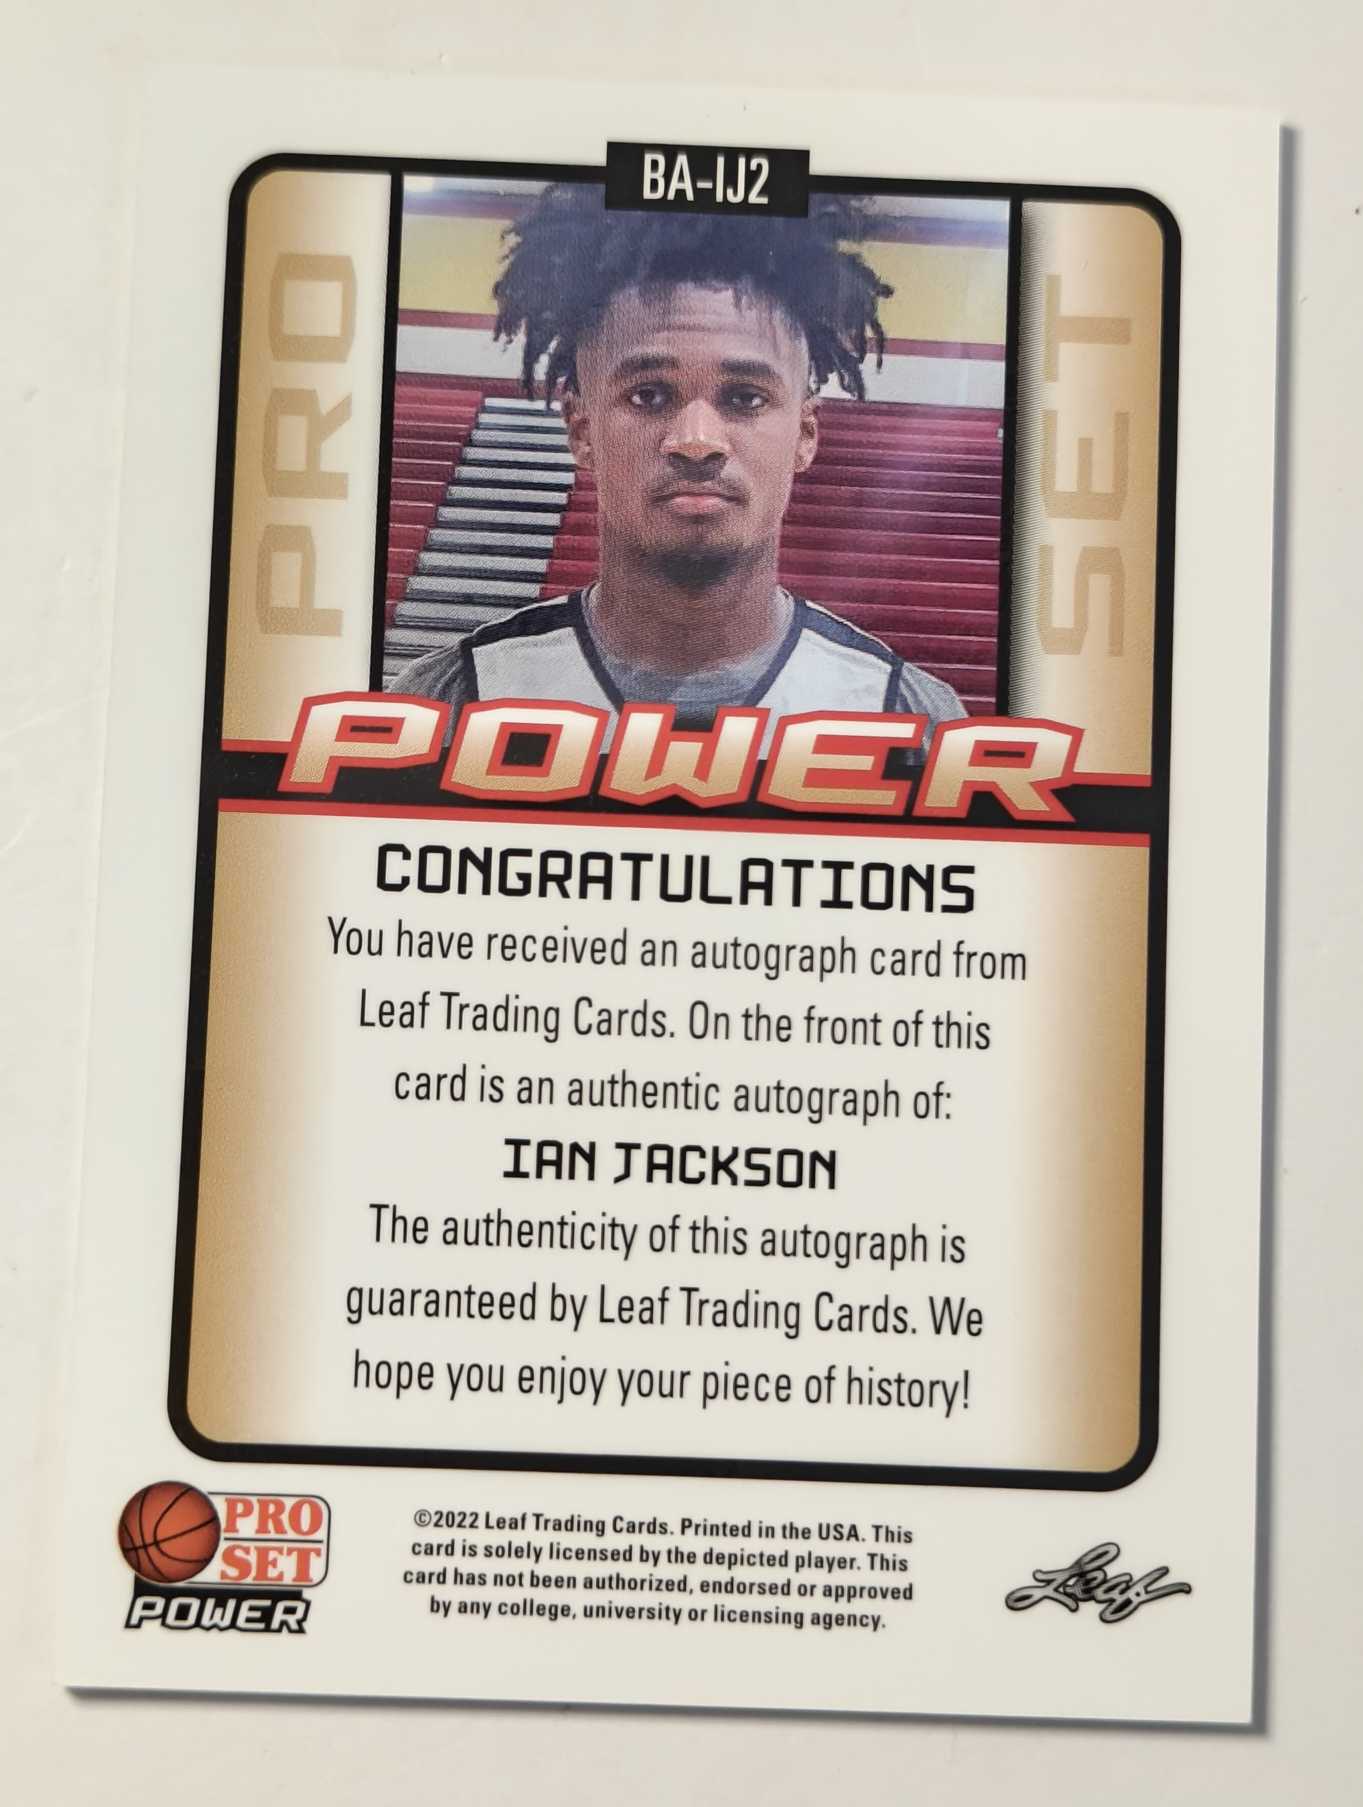 BA-IJ2
PRO
SET
POWER
CONGRATULATIONS
You have received an autograph card from
Leaf Trading Cards. On the front of this
card is an authentic autograph of:
IAN JACKSON
The authenticity of this autograph is
guaranteed by Leaf Trading Cards. We
hope you enjoy your piece of history!
PRO
SET
POWER
©2022 Leaf Trading Cards. Printed in the USA. This
card is solely licensed by the depicted player. This
card has not been authorized, endorsed or approved
by any college, university or licensing agency.
Leaf